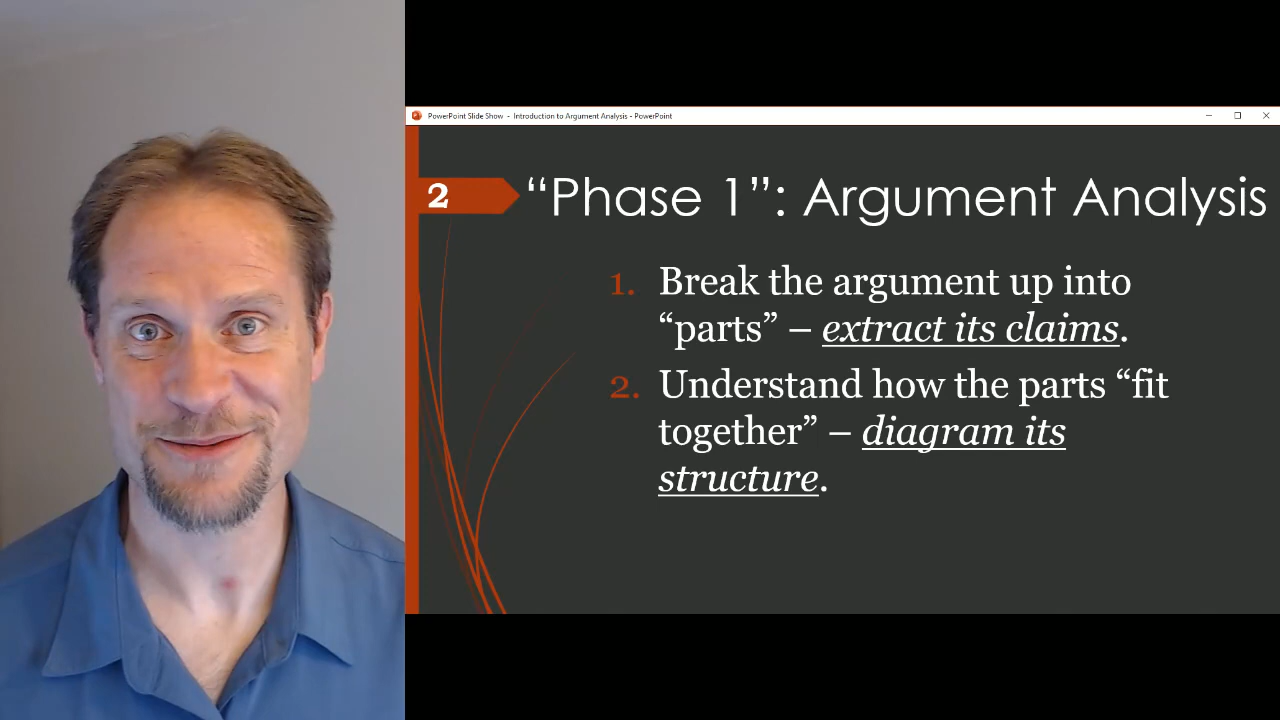 PowerPoint Slide Show - Introduction to Argument Analysis - PowerPoint
2
“Phase 1”: Argument Analysis
1. Break the argument up into
“parts” – extract its claims.
2. Understand how the parts “fit
together” – diagram its
structure.